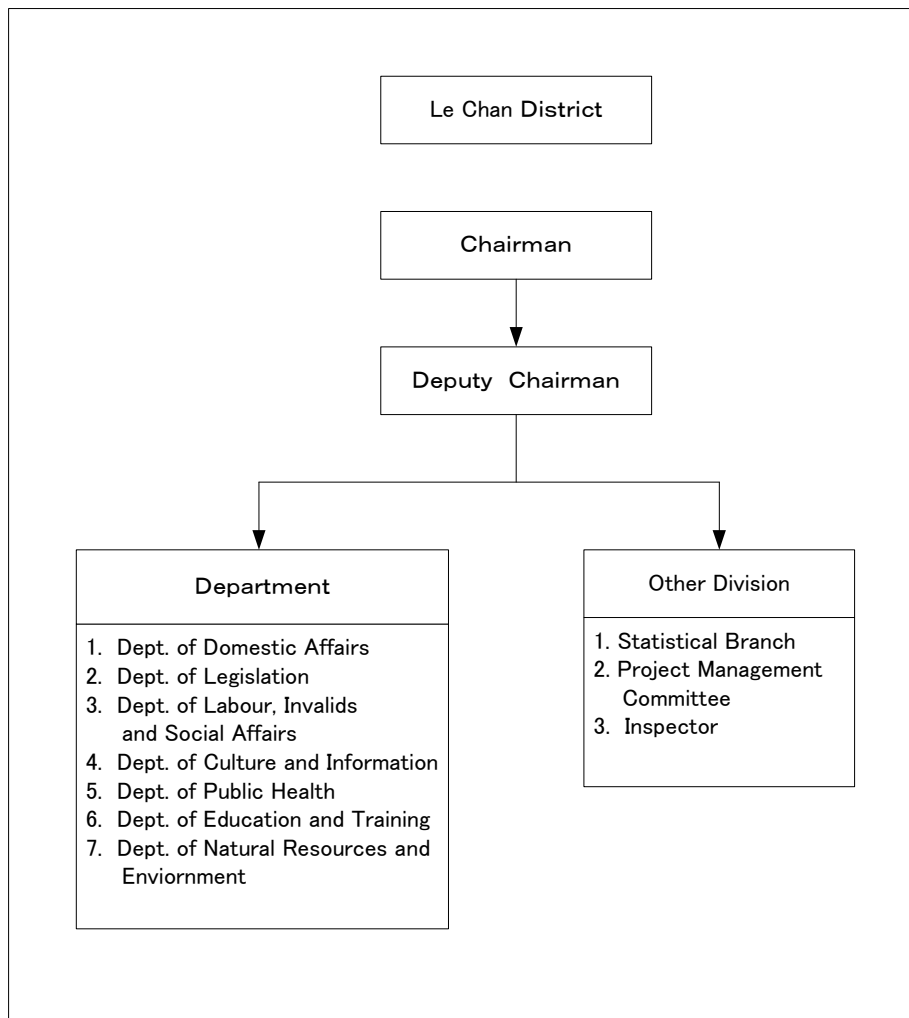 Le Chan District
Chairman
Deputy Chairman
Department
1. Dept. of Domestic Affairs
2. Dept. of Legislation
3. Dept. of Labour, Invalids
and Social Affairs
4. Dept. of Culture and Information
5. Dept. of Public Health
6. Dept. of Education and Training
7. Dept. of Natural Resources and
Enviornment
Other Division
1. Statistical Branch
2. Project Management
Committee
3. Inspector